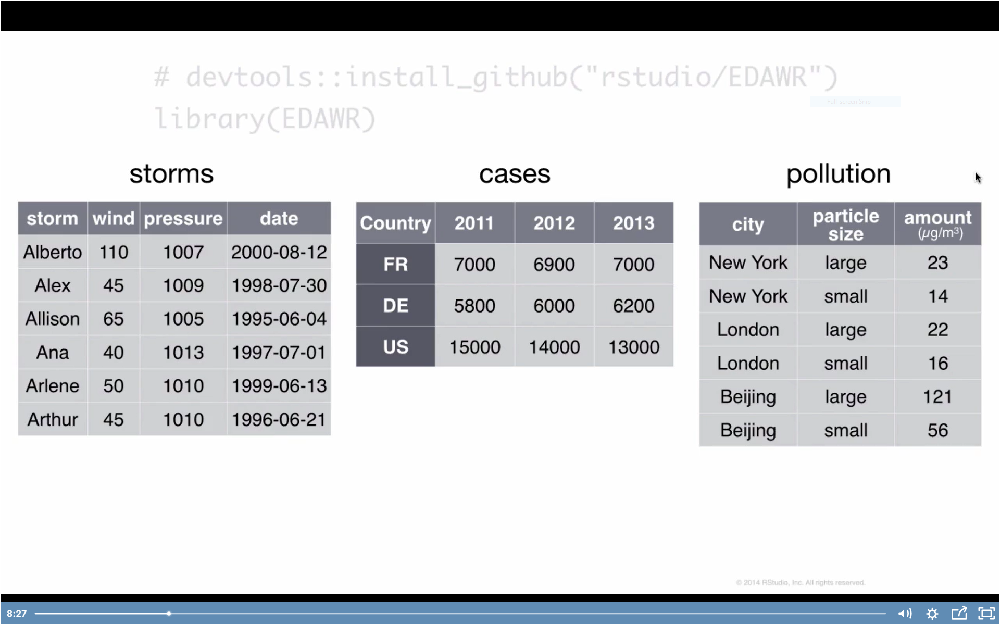 # devtools::install_github("rstudio/EDAWR")
Full-screen Snip
library(EDAWR)
storms
storm wind pressure date
Alberto 110 1007 2000-08-12
Alex 45 1009 1998-07-30
Allison 65 1005 1995-06-04
Ana 40 1013 1997-07-01
Arlene 50 1010 1999-06-13
Arthur 45 1010 1996-06-21
cases
Country 2011 2012 2013
FR 7000 6900 7000
DE 5800 6000 6200
US 15000 14000 13000
pollution
city particle size amount (µg/m³)
New York large 23
New York small 14
London large 22
London small 16
Beijing large 121
Beijing small 56
© 2014 RStudio, Inc. All rights reserved.
8:27